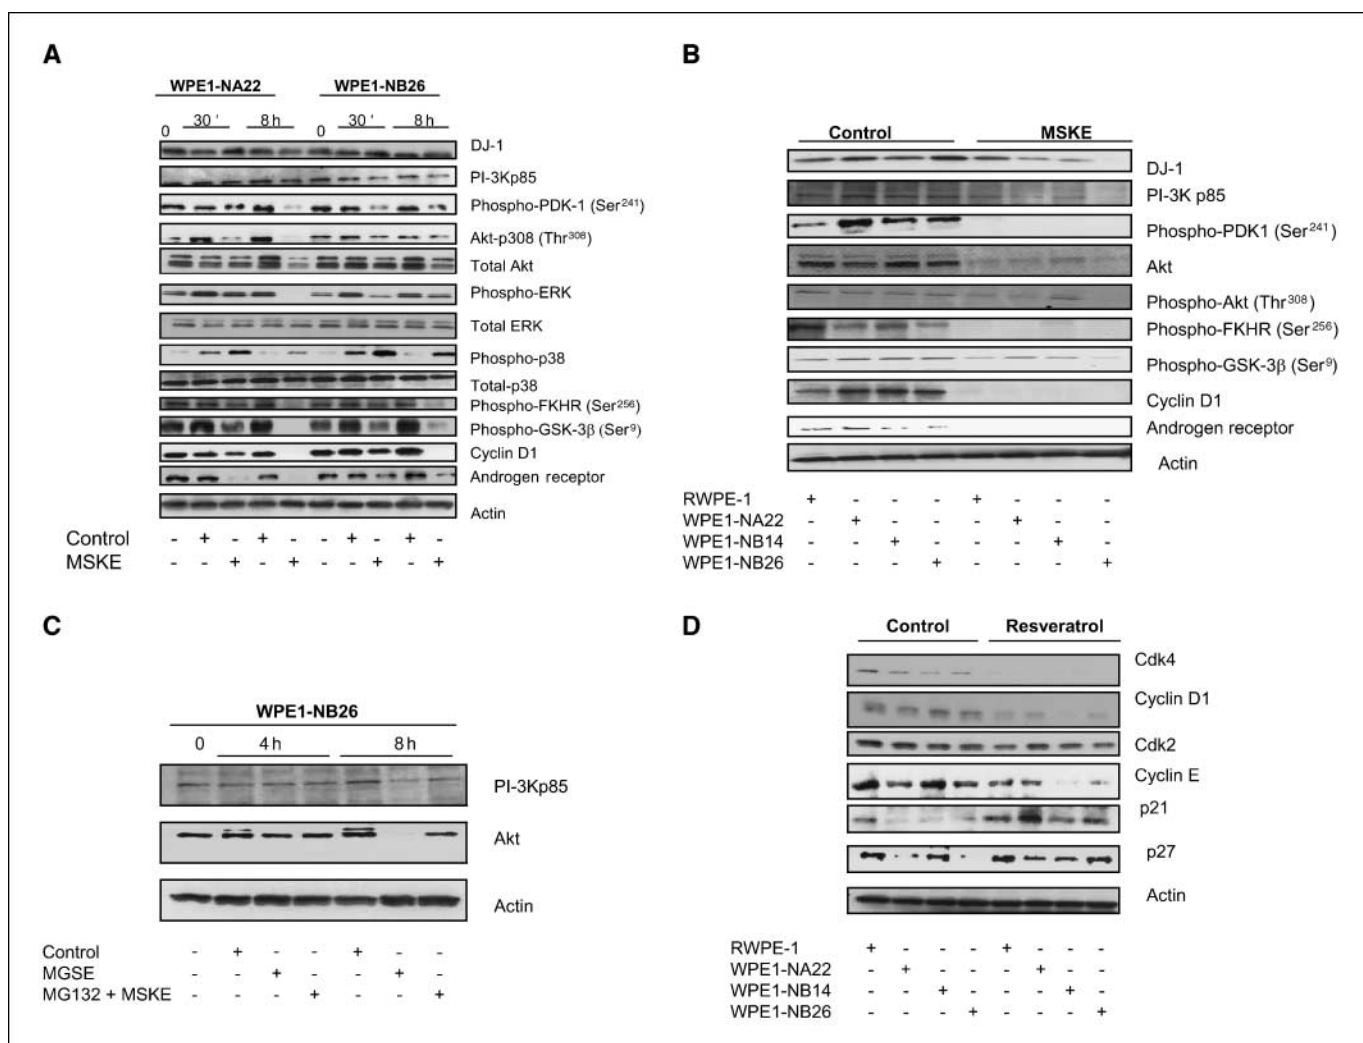 A
WPE1-NA22 WPE1-NB26
0 30 ' 8 h 0 30 ' 8 h
DJ-1
PI-3Kp85
Phospho-PDK-1 (Ser241)
Akt-p308 (Thr308)
Total Akt
Phospho-ERK
Total ERK
Phospho-p38
Total-p38
Phospho-FKHR (Ser256)
Phospho-GSK-3β (Ser9)
Cyclin D1
Androgen receptor
Actin
Control - + - + - - + - + -
MSKE - - + - + - - + - +
B
Control MSKE
DJ-1
PI-3K p85
Phospho-PDK1 (Ser241)
Akt
Phospho-Akt (Thr308)
Phospho-FKHR (Ser256)
Phospho-GSK-3β (Ser9)
Cyclin D1
Androgen receptor
Actin
RWPE-1 + - - - + - - -
WPE1-NA22 - + - - - + - -
WPE1-NB14 - - + - - - + -
WPE1-NB26 - - - + - - - +
C
WPE1-NB26
0 4 h 8 h
PI-3Kp85
Akt
Actin
Control - + - - + - -
MGSE - - + - - + -
MG132 + MSKE - - - + - - +
D
Control Resveratrol
Cdk4
Cyclin D1
Cdk2
Cyclin E
p21
p27
Actin
RWPE-1 + - - - + - - -
WPE1-NA22 - + - - - + - -
WPE1-NB14 - - + - - - + -
WPE1-NB26 - - - + - - - +